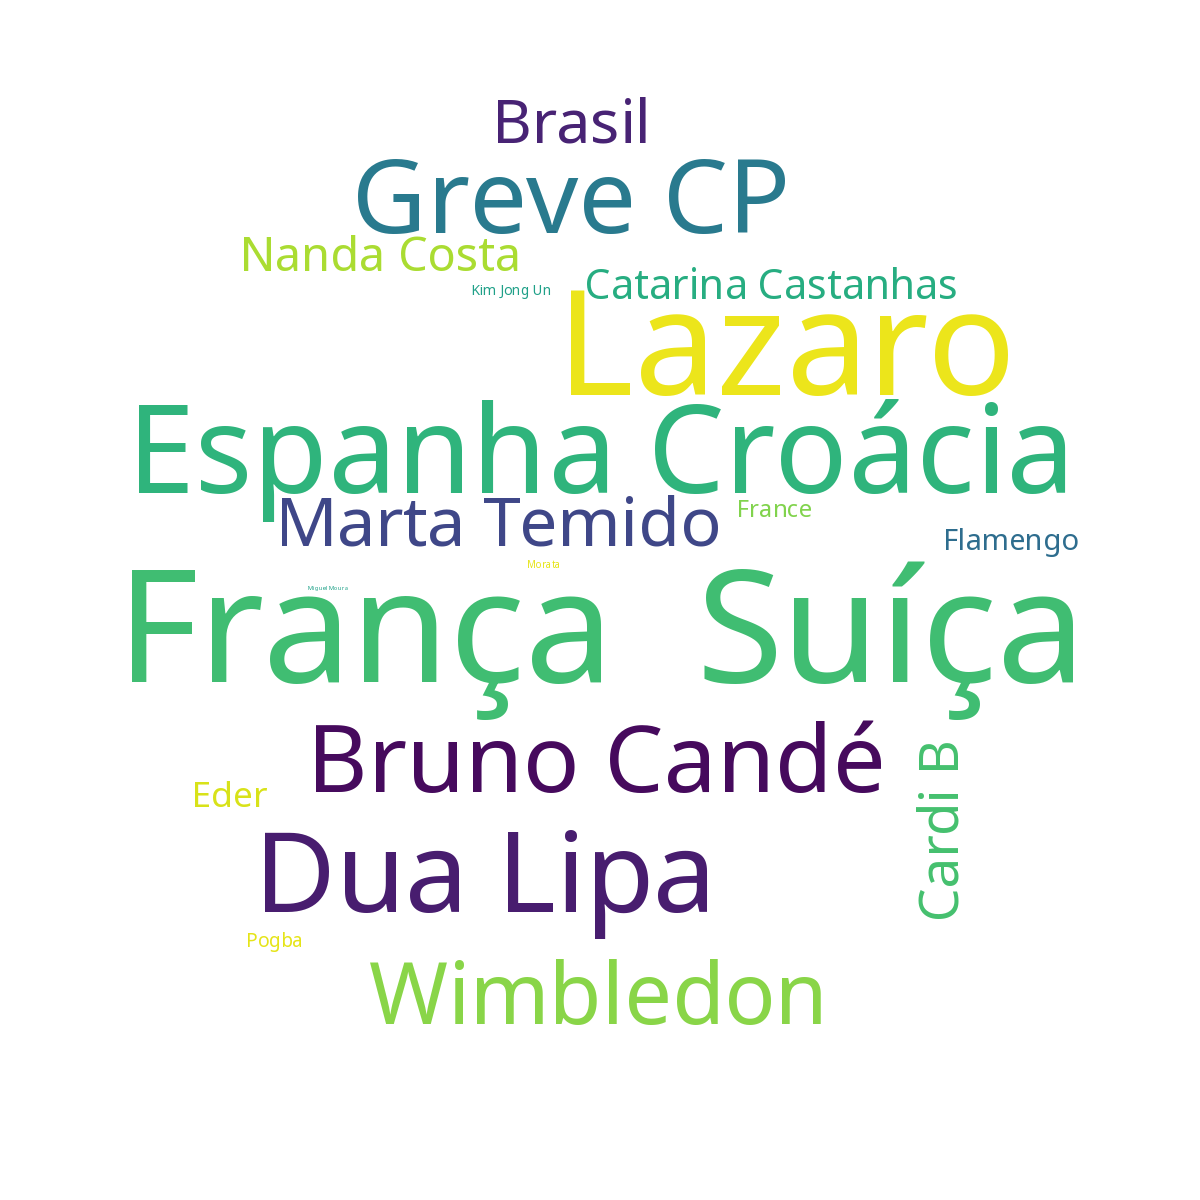 Brasil
Greve CP
Nanda Costa
Catarina Castanhas
Kim Jong Un
Lazaro
Espanha Croácia
Marta Temido
France
Flamengo
Morata
Miguel Moura
França Suíça
Bruno Candé
Cardi B
Eder
Dua Lipa
Pogba
Wimbledon